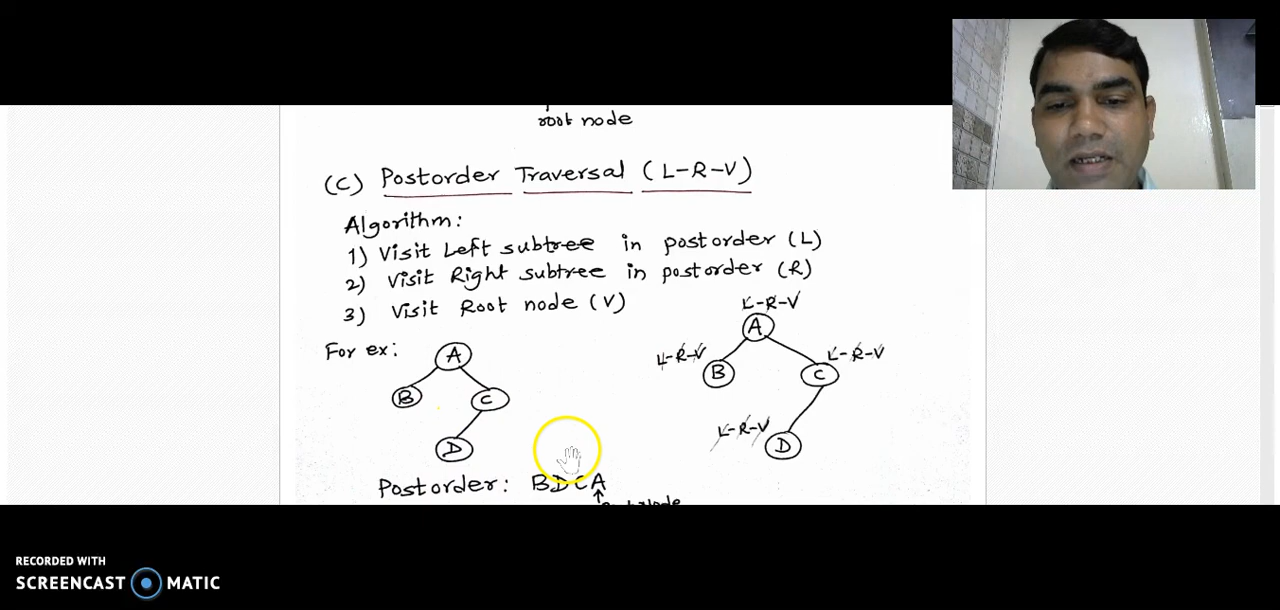 root node
(C) Postorder Traversal (L-R-V)
Algorithm:
1) Visit Left subtree in postorder (L)
2) Visit Right subtree in postorder (R)
3) Visit Root node (V)
For ex:
A
B C
D
L-R-V
A
L-R-V L-R-V
B C
L-R-V
D
Postorder: BDCA
RECORDED WITH
SCREENCAST MATIC